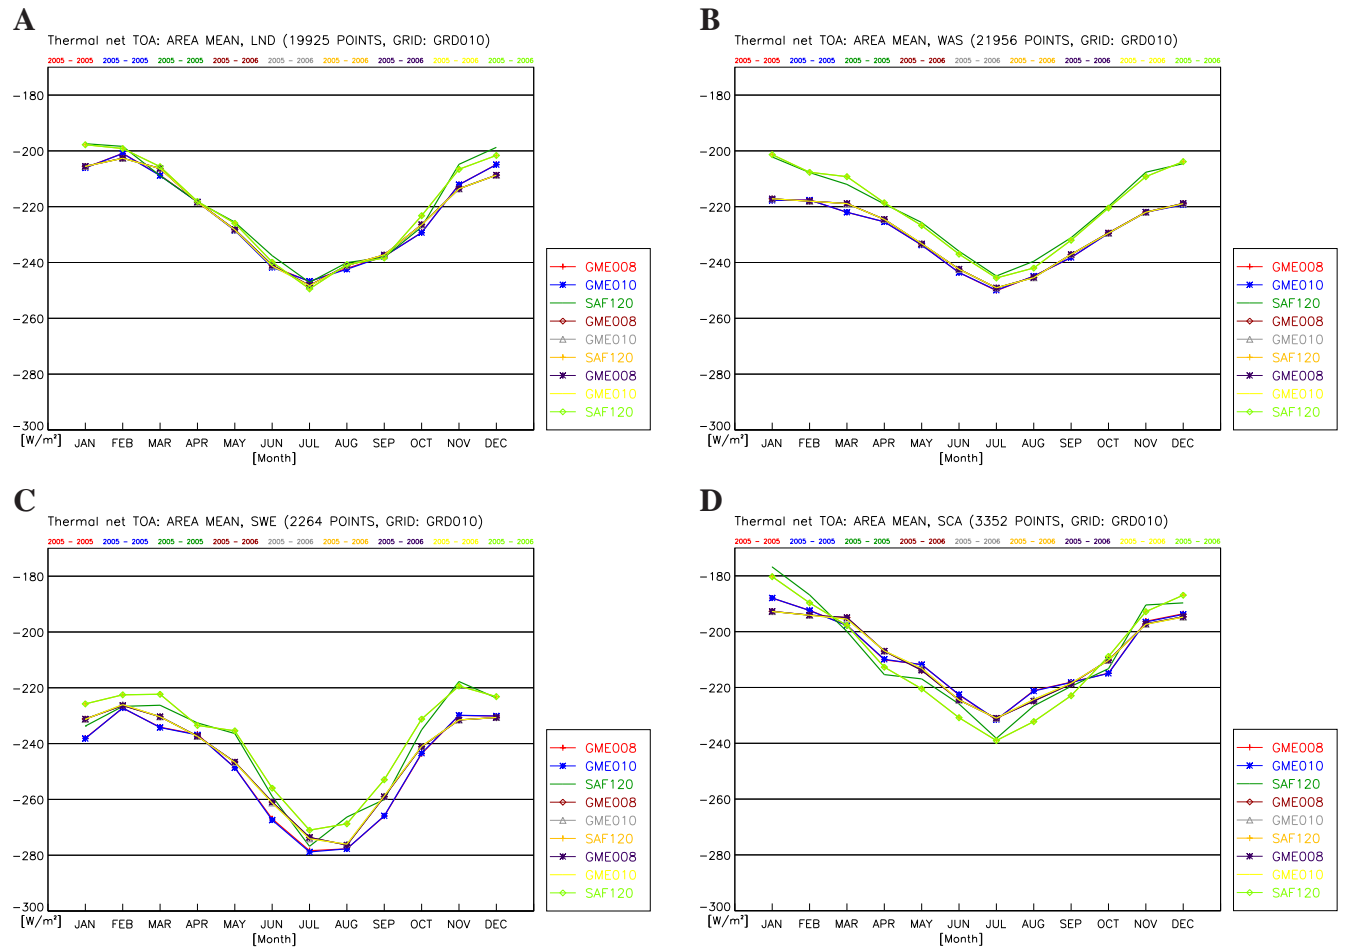 A
Thermal net TOA: AREA MEAN, LND (19925 POINTS, GRID: GRD010)
2005 - 2005 2005 - 2005 2005 - 2005 2005 - 2006 2005 - 2006 2005 - 2006 2005 - 2006 2005 - 2006 2005 - 2006
-180
-200
-220
-240
-260
-280
-300
[W/m²]
JAN FEB MAR APR MAY JUN JUL AUG SEP OCT NOV DEC
[Month]
GME008
GME010
SAF120
GME008
GME010
SAF120
GME008
GME010
SAF120
B
Thermal net TOA: AREA MEAN, WAS (21956 POINTS, GRID: GRD010)
2005 - 2005 2005 - 2005 2005 - 2005 2005 - 2006 2005 - 2006 2005 - 2006 2005 - 2006 2005 - 2006 2005 - 2006
-180
-200
-220
-240
-260
-280
-300
[W/m²]
JAN FEB MAR APR MAY JUN JUL AUG SEP OCT NOV DEC
[Month]
GME008
GME010
SAF120
GME008
GME010
SAF120
GME008
GME010
SAF120
C
Thermal net TOA: AREA MEAN, SWE (2264 POINTS, GRID: GRD010)
2005 - 2005 2005 - 2005 2005 - 2005 2005 - 2006 2005 - 2006 2005 - 2006 2005 - 2006 2005 - 2006 2005 - 2006
-180
-200
-220
-240
-260
-280
-300
[W/m²]
JAN FEB MAR APR MAY JUN JUL AUG SEP OCT NOV DEC
[Month]
GME008
GME010
SAF120
GME008
GME010
SAF120
GME008
GME010
SAF120
D
Thermal net TOA: AREA MEAN, SCA (3352 POINTS, GRID: GRD010)
2005 - 2005 2005 - 2005 2005 - 2005 2005 - 2006 2005 - 2006 2005 - 2006 2005 - 2006 2005 - 2006 2005 - 2006
-180
-200
-220
-240
-260
-280
-300
[W/m²]
JAN FEB MAR APR MAY JUN JUL AUG SEP OCT NOV DEC
[Month]
GME008
GME010
SAF120
GME008
GME010
SAF120
GME008
GME010
SAF120